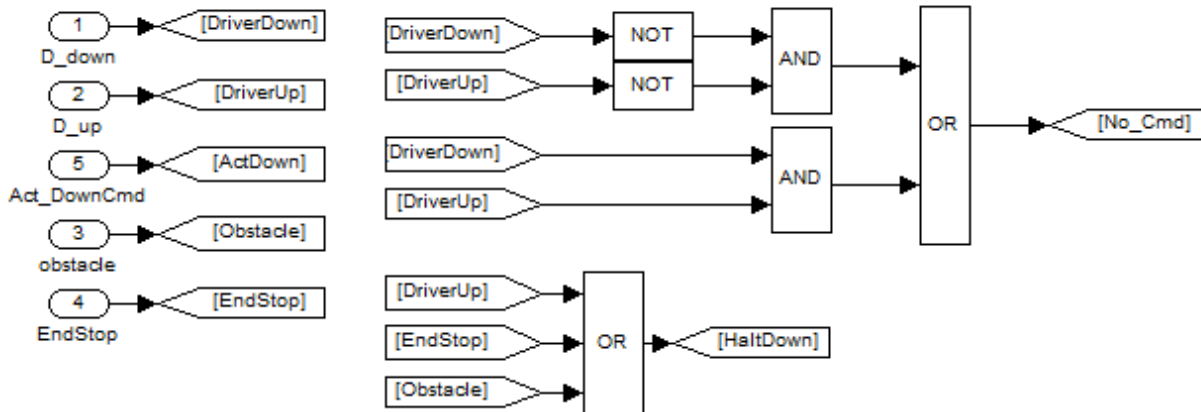 1
[DriverDown]
D_down
2
[DriverUp]
D_up
5
[ActDown]
Act_DownCmd
3
[Obstacle]
obstacle
4
[EndStop]
EndStop
[DriverDown]
NOT
[DriverUp]
NOT
AND
[DriverDown]
[DriverUp]
AND
OR
[No_Cmd]
[DriverUp]
[EndStop]
[Obstacle]
OR
[HaltDown]